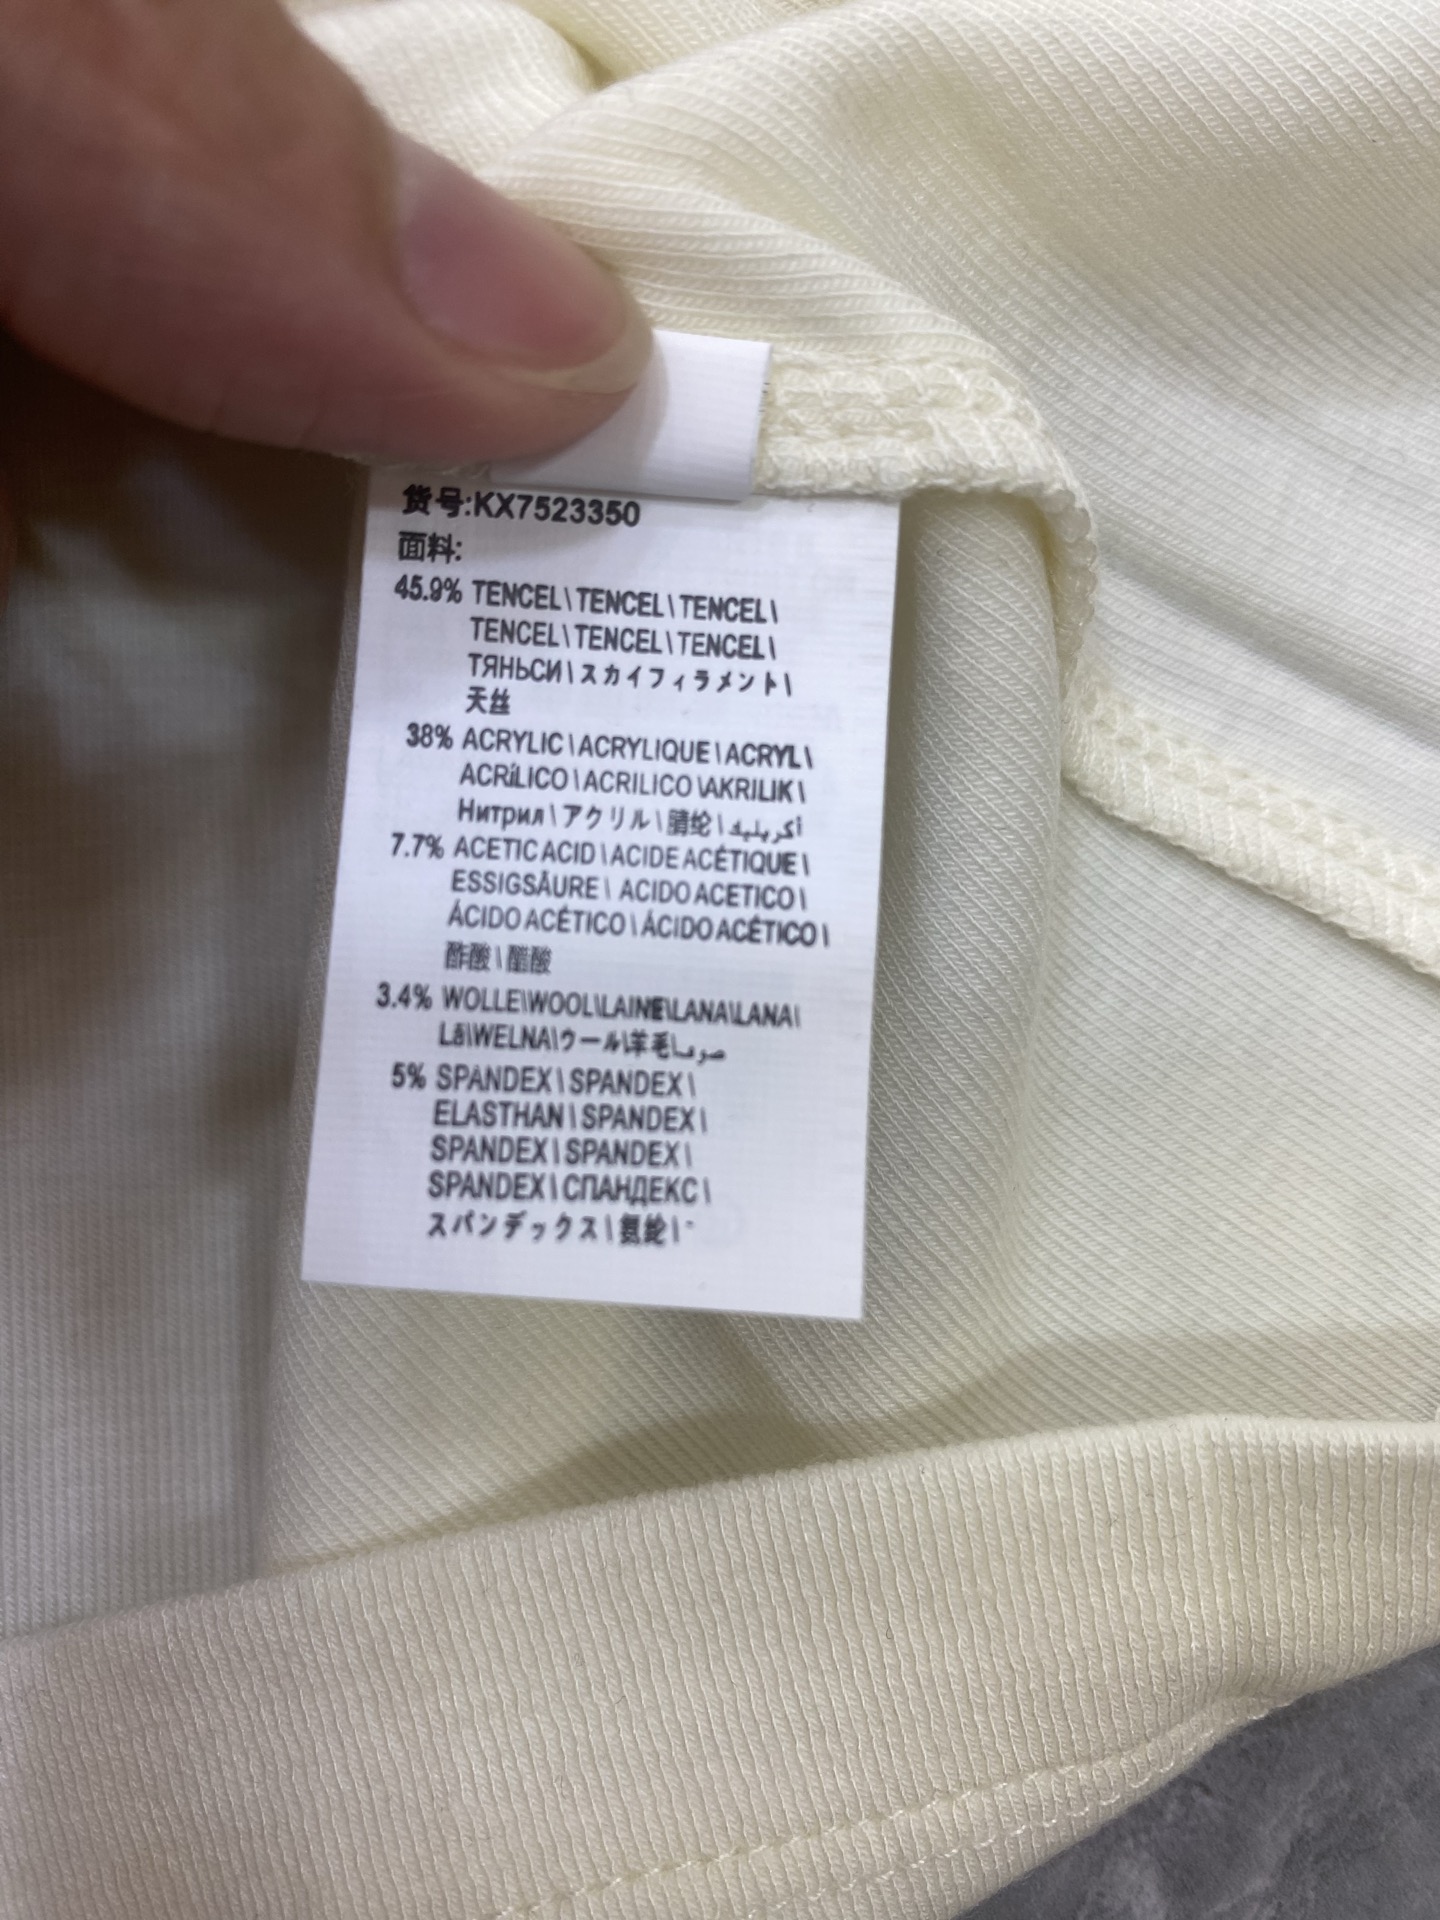 货号:KX7523350
面料:
45.9% TENCEL\TENCEL\TENCEL\
TENCEL\TENCEL\TENCEL\
ТЯНЬСИ\スカイフィラメント\
天丝
38% ACRYLIC\ACRYLIQUE\ACRYL\
ACRíLICO\ACRILICO\AKRILIK\
Нитрил\アクリル\腈纶\أكريليك
7.7% ACETIC ACID\ACIDE ACÉTIQUE\
ESSIGSÄURE\ ACIDO ACETICO\
ÁCIDO ACÉTICO\ÁCIDO ACÉTICO\
酢酸\醋酸
3.4% WOLLE\WOOL\LAINE\LANA\LANA\
Lã\WELNA\ウール\羊毛\صوف
5% SPANDEX\SPANDEX\
ELASTHAN\SPANDEX\
SPANDEX\SPANDEX\
SPANDEX\СПАНДЕКС\
スパンデックス\氨纶\